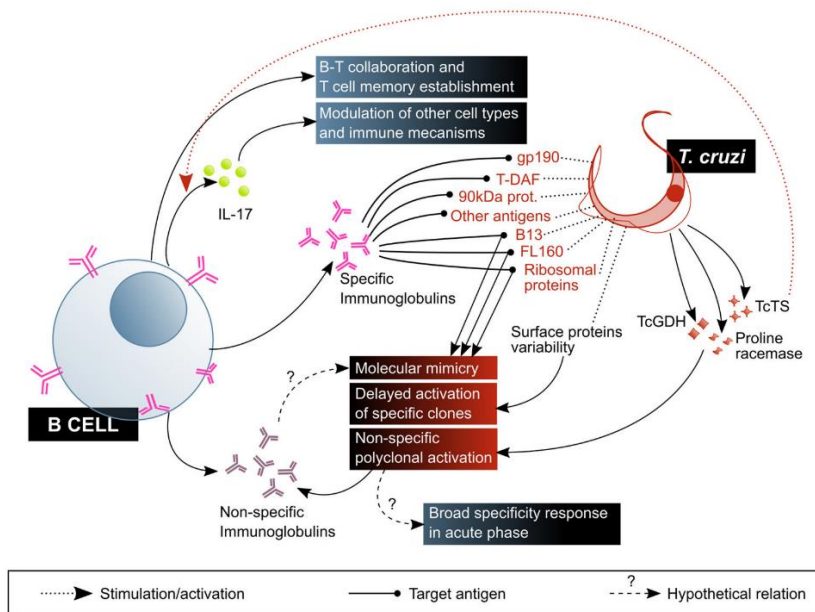 B-T collaboration and
T cell memory establishment
Modulation of other cell types
and immune mecanisms
IL-17
gp190
T-DAF
90kDa prot.
Other antigens
B13
FL160
Ribosomal
proteins
T. cruzi
Specific
Immunoglobulins
TcTS
TcGDH
Proline
racemase
Surface proteins
variability
?
Molecular mimicry
Delayed activation
of specific clones
Non-specific
polyclonal activation
B CELL
Non-specific
Immunoglobulins
?
Broad specificity response
in acute phase
Stimulation/activation
Target antigen
?
Hypothetical relation